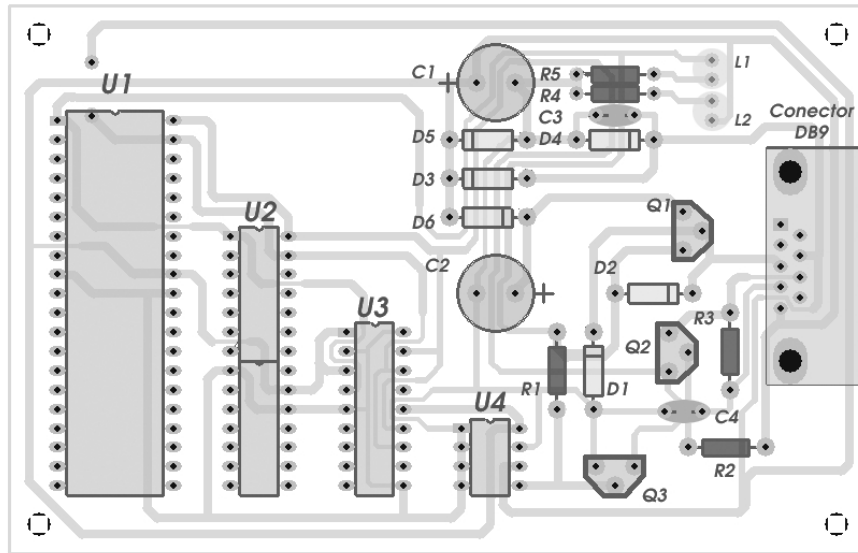 U1
C1
+
R5
R4
C3
L1
L2
Conector
DB9
D5
D4
D3
D6
U2
C2
+
Q1
D2
U3
R3
Q2
R1
D1
U4
C4
R2
Q3